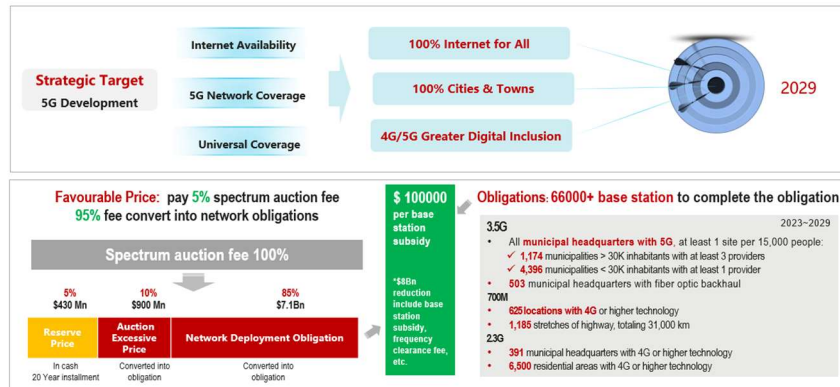 Strategic Target
5G Development
Internet Availability
5G Network Coverage
Universal Coverage
100% Internet for All
100% Cities & Towns
4G/5G Greater Digital Inclusion
2029
Favourable Price: pay 5% spectrum auction fee
95% fee convert into network obligations
Spectrum auction fee 100%
5%
$430 Mn
10%
$900 Mn
85%
$7.1Bn
Reserve
Price
Auction
Excessive
Price
Network Deployment Obligation
In cash
20 Year installment
Converted into
obligation
Converted into
obligation
$ 100000
per base
station
subsidy
*$8Bn
reduction
include base
station
subsidy,
frequency
clearance fee,
etc.
Obligations: 66000+ base station to complete the obligation
2023~2029
3.5G
• All municipal headquarters with 5G, at least 1 site per 15,000 people:
✓ 1,174 municipalities > 30K inhabitants with at least 3 providers
✓ 4,396 municipalities < 30K inhabitants with at least 1 provider
• 503 municipal headquarters with fiber optic backhaul
700M
• 625 locations with 4G or higher technology
• 1,185 stretches of highway, totaling 31,000 km
2.3G
• 391 municipal headquarters with 4G or higher technology
• 6,500 residential areas with 4G or higher technology